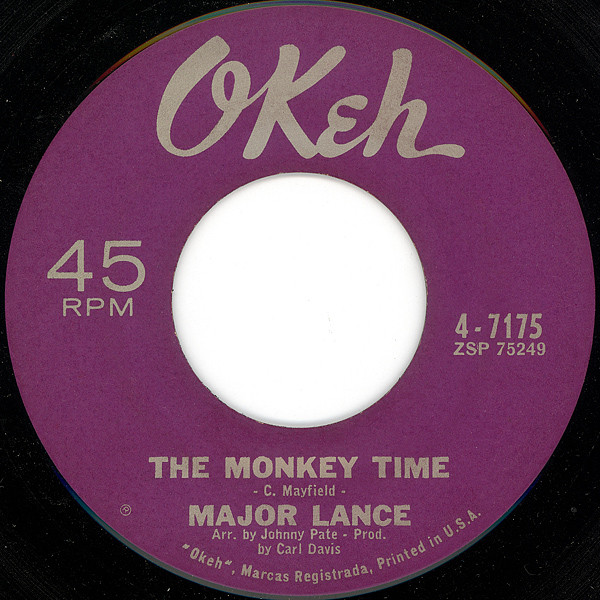 OKeh
45
RPM
4-7175
ZSP 75249
THE MONKEY TIME
- C. Mayfield -
MAJOR LANCE
Arr. by Johnny Pate - Prod.
by Carl Davis
℗
"Okeh", Marcas Registrada, Printed in U.S.A.